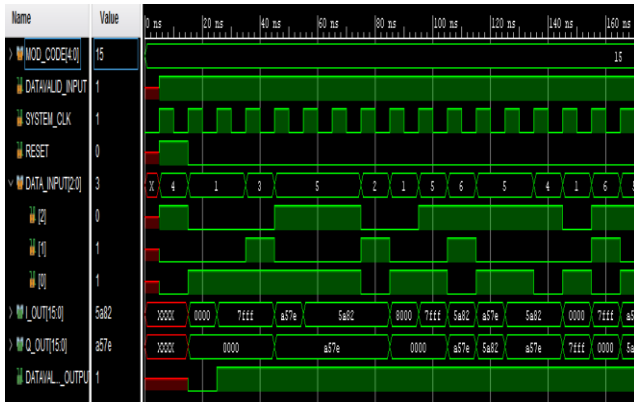 Name Value 0 ns 20 ns 40 ns 60 ns 80 ns 100 ns 120 ns 140 ns 160 ns
MOD_CODE[4:0] 15 15
DATAVALID_INPUT 1
SYSTEM_CLK 1
RESET 0
DATA_INPUT[2:0] 3 X 4 1 3 5 2 1 5 6 5 4 1 6
[2] 0
[1] 1
[0] 1
I_OUT[15:0] 5a82 XXXX 0000 7fff a57e 5a82 8000 7fff 5a82 a57e 5a82 0000 7fff a5
Q_OUT[15:0] a57e XXXX 0000 a57e 0000 a57e 5a82 a57e 7fff 0000 5a
DATAVAL..._OUTPU 1